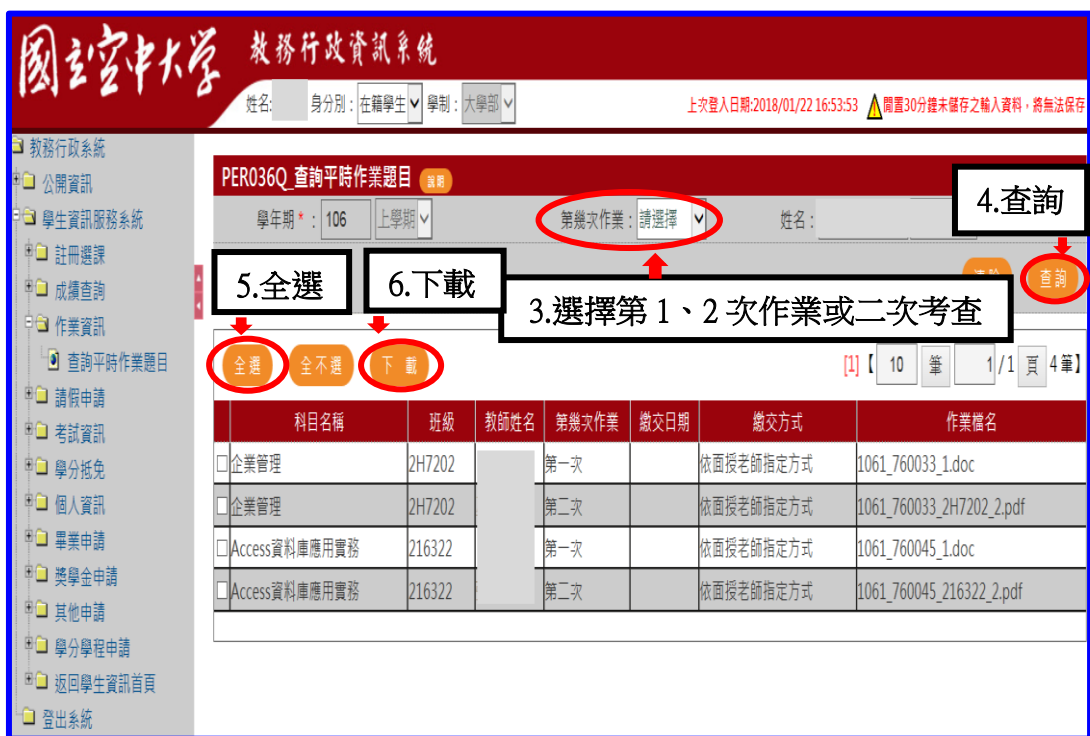 國立空中大学 教務行政資訊系統
姓名: 身分別：在籍學生 學制：大學部 上次登入日期:2018/01/22 16:53:53 閒置30分鐘未儲存之輸入資料，將無法保存
教務行政系統
公開資訊
學生資訊服務系統
註冊選課
成績查詢
作業資訊
查詢平時作業題目
請假申請
考試資訊
學分抵免
個人資訊
畢業申請
獎學金申請
其他申請
學分學程申請
返回學生資訊首頁
登出系統
PER036Q_查詢平時作業題目 說明
學年期*：106 上學期 第幾次作業：請選擇 姓名：
4.查詢
查詢
5.全選
6.下載
3.選擇第 1、2 次作業或二次考查
全選 全不選 下載 [1]【 10 筆 1 / 1 頁 4筆】
科目名稱 班級 教師姓名 第幾次作業 繳交日期 繳交方式 作業檔名
企業管理 2H7202 第一次 依面授老師指定方式 1061_760033_1.doc
企業管理 2H7202 第二次 依面授老師指定方式 1061_760033_2H7202_2.pdf
Access資料庫應用實務 216322 第一次 依面授老師指定方式 1061_760045_1.doc
Access資料庫應用實務 216322 第二次 依面授老師指定方式 1061_760045_216322_2.pdf